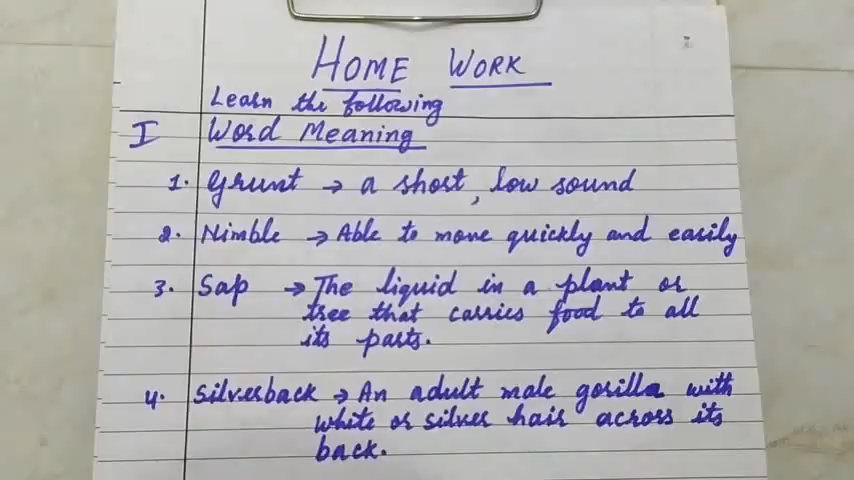 HOME WORK
Learn the following
I Word Meaning
1. Grunt → a short, low sound
2. Nimble → Able to move quickly and easily
3. Sap → The liquid in a plant or
tree that carries food to all
its parts.
4. Silverback → An adult male gorilla with
white or silver hair across its
back.